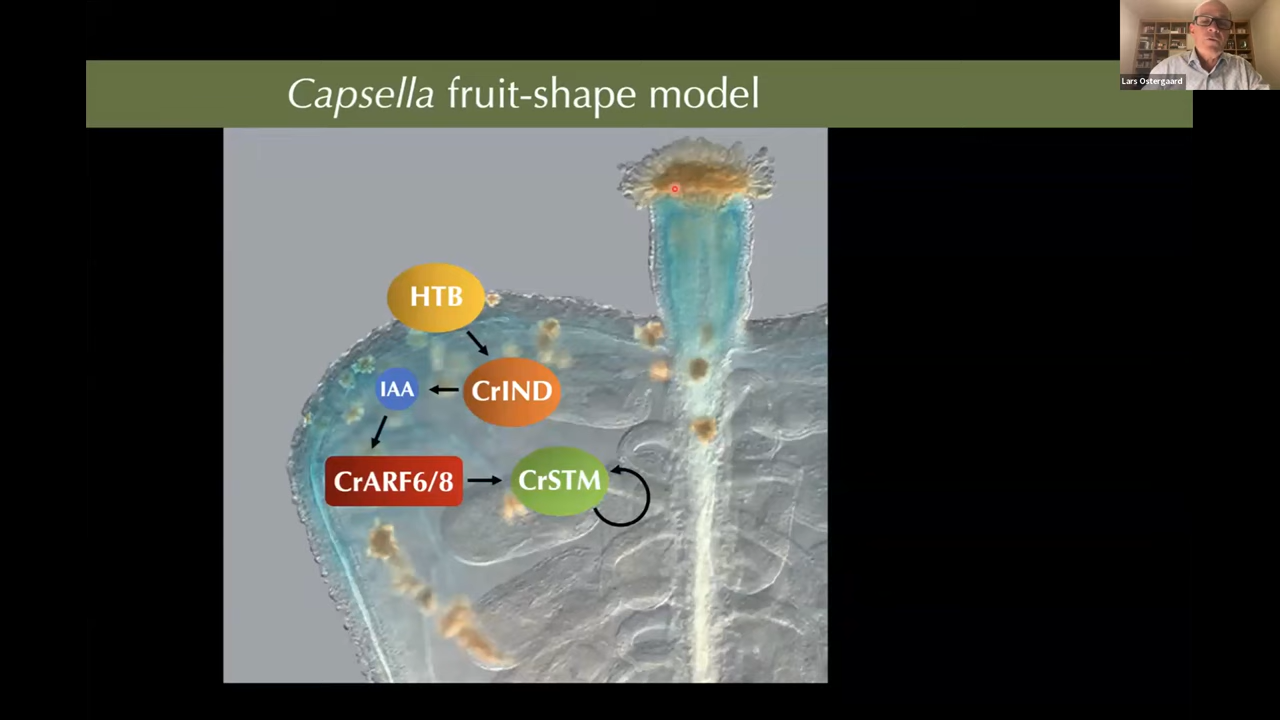 Capsella fruit-shape model
Lars Ostergaard
HTB
IAA
CrIND
CrARF6/8
CrSTM